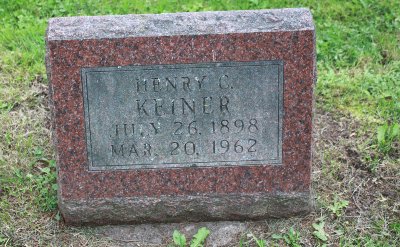 HENRY C.
KEINER
JULY 26, 1898
MAR. 20, 1962